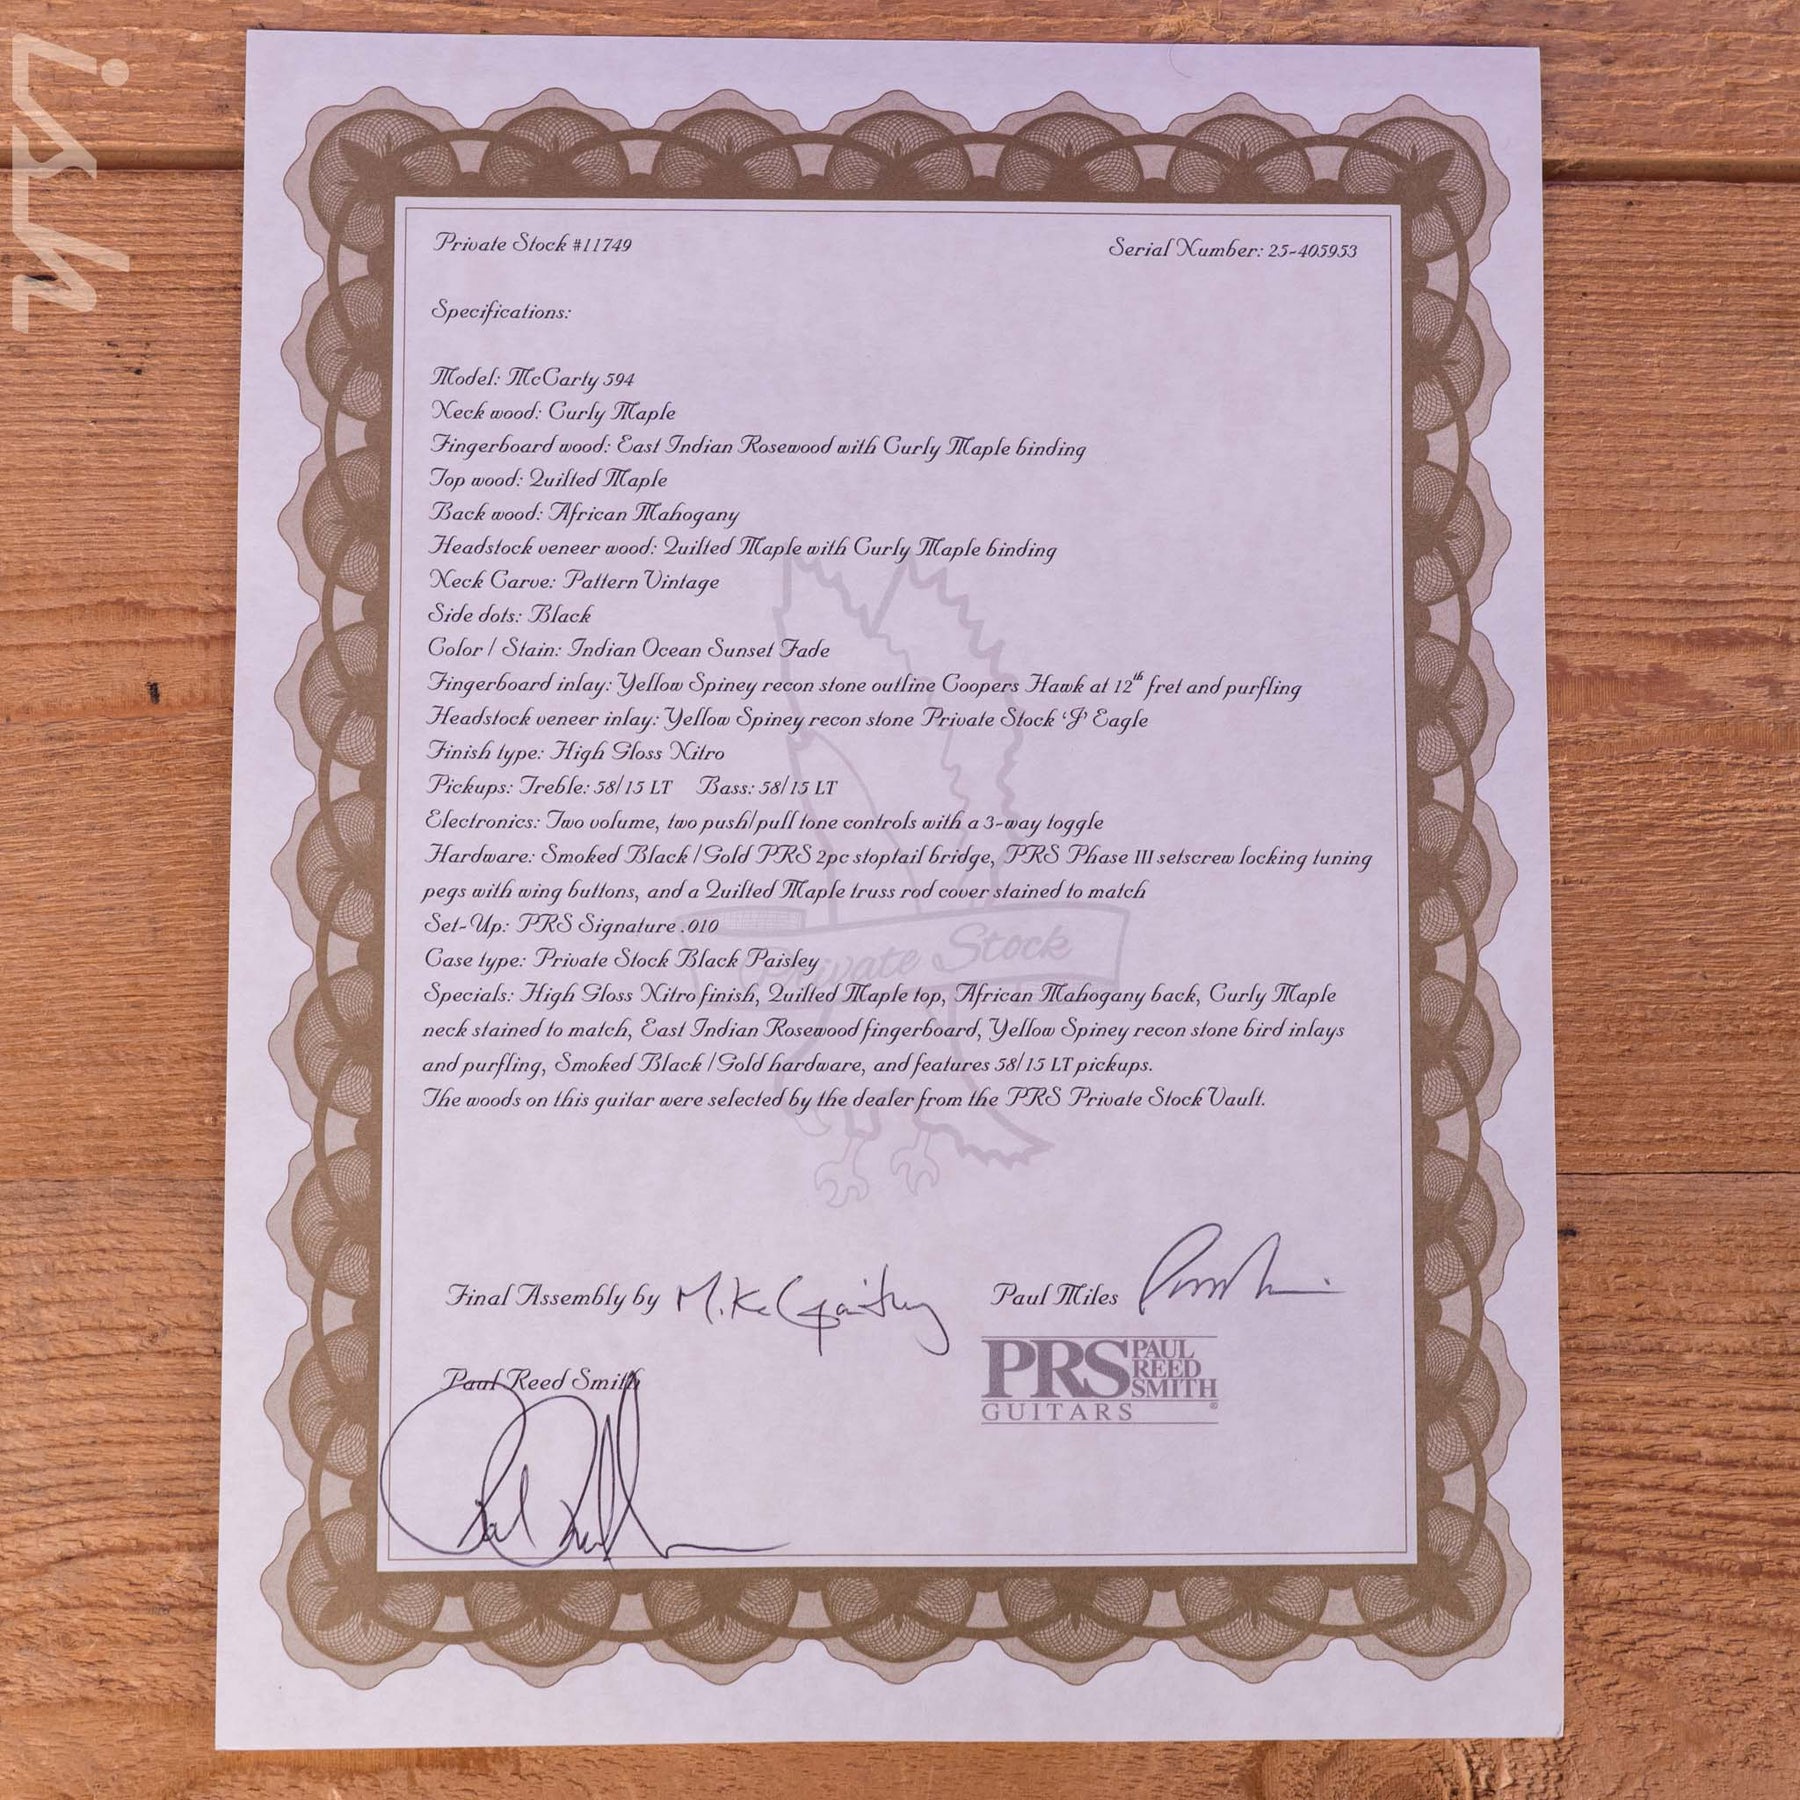 ish
Private Stock #11749
Serial Number: 25-405953
Specifications:
Model: McCarty 594
Neck wood: Curly Maple
Fingerboard wood: East Indian Rosewood with Curly Maple binding
Top wood: Quilted Maple
Back wood: African Mahogany
Headstock veneer wood: Quilted Maple with Curly Maple binding
Neck Carve: Pattern Vintage
Side dots: Black
Color / Stain: Indian Ocean Sunset Fade
Fingerboard inlay: Yellow Spiney recon stone outline Coopers Hawk at 12th fret and purfling
Headstock veneer inlay: Yellow Spiney recon stone Private Stock 'J' Eagle
Finish type: High Gloss Nitro
Pickups: Treble: 58/15 LT Bass: 58/15 LT
Electronics: Two volume, two push/pull tone controls with a 3-way toggle
Hardware: Smoked Black / Gold PRS 2pc stoptail bridge, PRS Phase III setscrew locking tuning
pegs with wing buttons, and a Quilted Maple truss rod cover stained to match
Set-Up: PRS Signature .010
Case type: Private Stock Black Paisley
Private Stock
Specials: High Gloss Nitro finish, Quilted Maple top, African Mahogany back, Curly Maple
neck stained to match, East Indian Rosewood fingerboard, Yellow Spiney recon stone bird inlays
and purfling, Smoked Black / Gold hardware, and features 58/15 LT pickups.
The woods on this guitar were selected by the dealer from the PRS Private Stock Vault.
Final Assembly by
Paul Miles
Paul Reed Smith
PRS PAUL REED SMITH
GUITARS ®